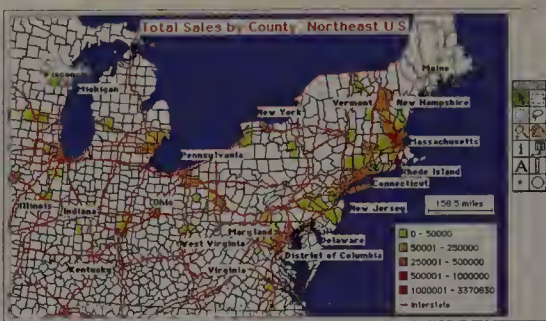 Total Sales by County, Northeast US
Maine
Michigan
Vermont
New Hampshire
New York
Massachusetts
Pennsylvania
Rhode Island
Connecticut
Illinois
Indiana
Ohio
New Jersey
158.5 miles
Maryland
West Virginia
Delaware
District of Columbia
Kentucky
Virginia
0 - 50000
50001 - 250000
250001 - 500000
500001 - 1000000
1000001 - 3370630
Interstate
A